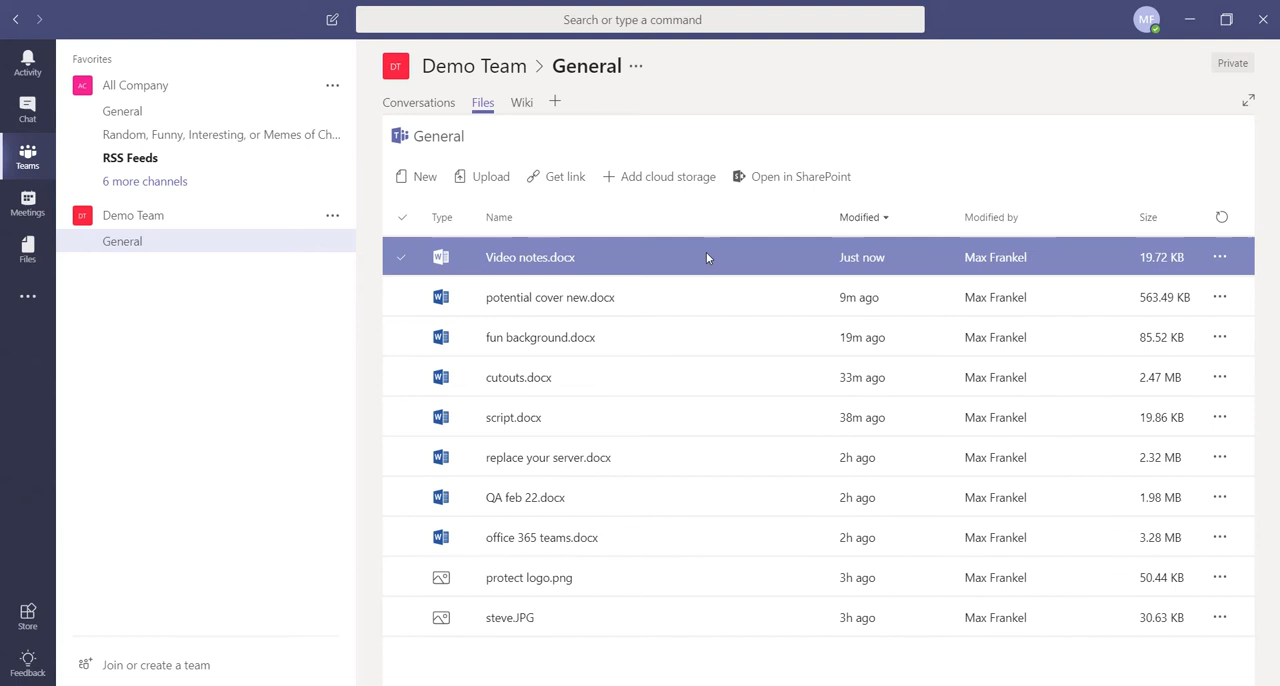 Search or type a command
MF
Activity
Chat
Teams
Meetings
Files
Store
Feedback
Favorites
AC All Company
General
Random, Funny, Interesting, or Memes of Ch...
RSS Feeds
6 more channels
DT Demo Team
General
Join or create a team
DT Demo Team > General ...
Private
Conversations Files Wiki +
General
New Upload Get link + Add cloud storage Open in SharePoint
Type Name Modified Modified by Size
Video notes.docx Just now Max Frankel 19.72 KB
potential cover new.docx 9m ago Max Frankel 563.49 KB
fun background.docx 19m ago Max Frankel 85.52 KB
cutouts.docx 33m ago Max Frankel 2.47 MB
script.docx 38m ago Max Frankel 19.86 KB
replace your server.docx 2h ago Max Frankel 2.32 MB
QA feb 22.docx 2h ago Max Frankel 1.98 MB
office 365 teams.docx 2h ago Max Frankel 3.28 MB
protect logo.png 3h ago Max Frankel 50.44 KB
steve.JPG 3h ago Max Frankel 30.63 KB